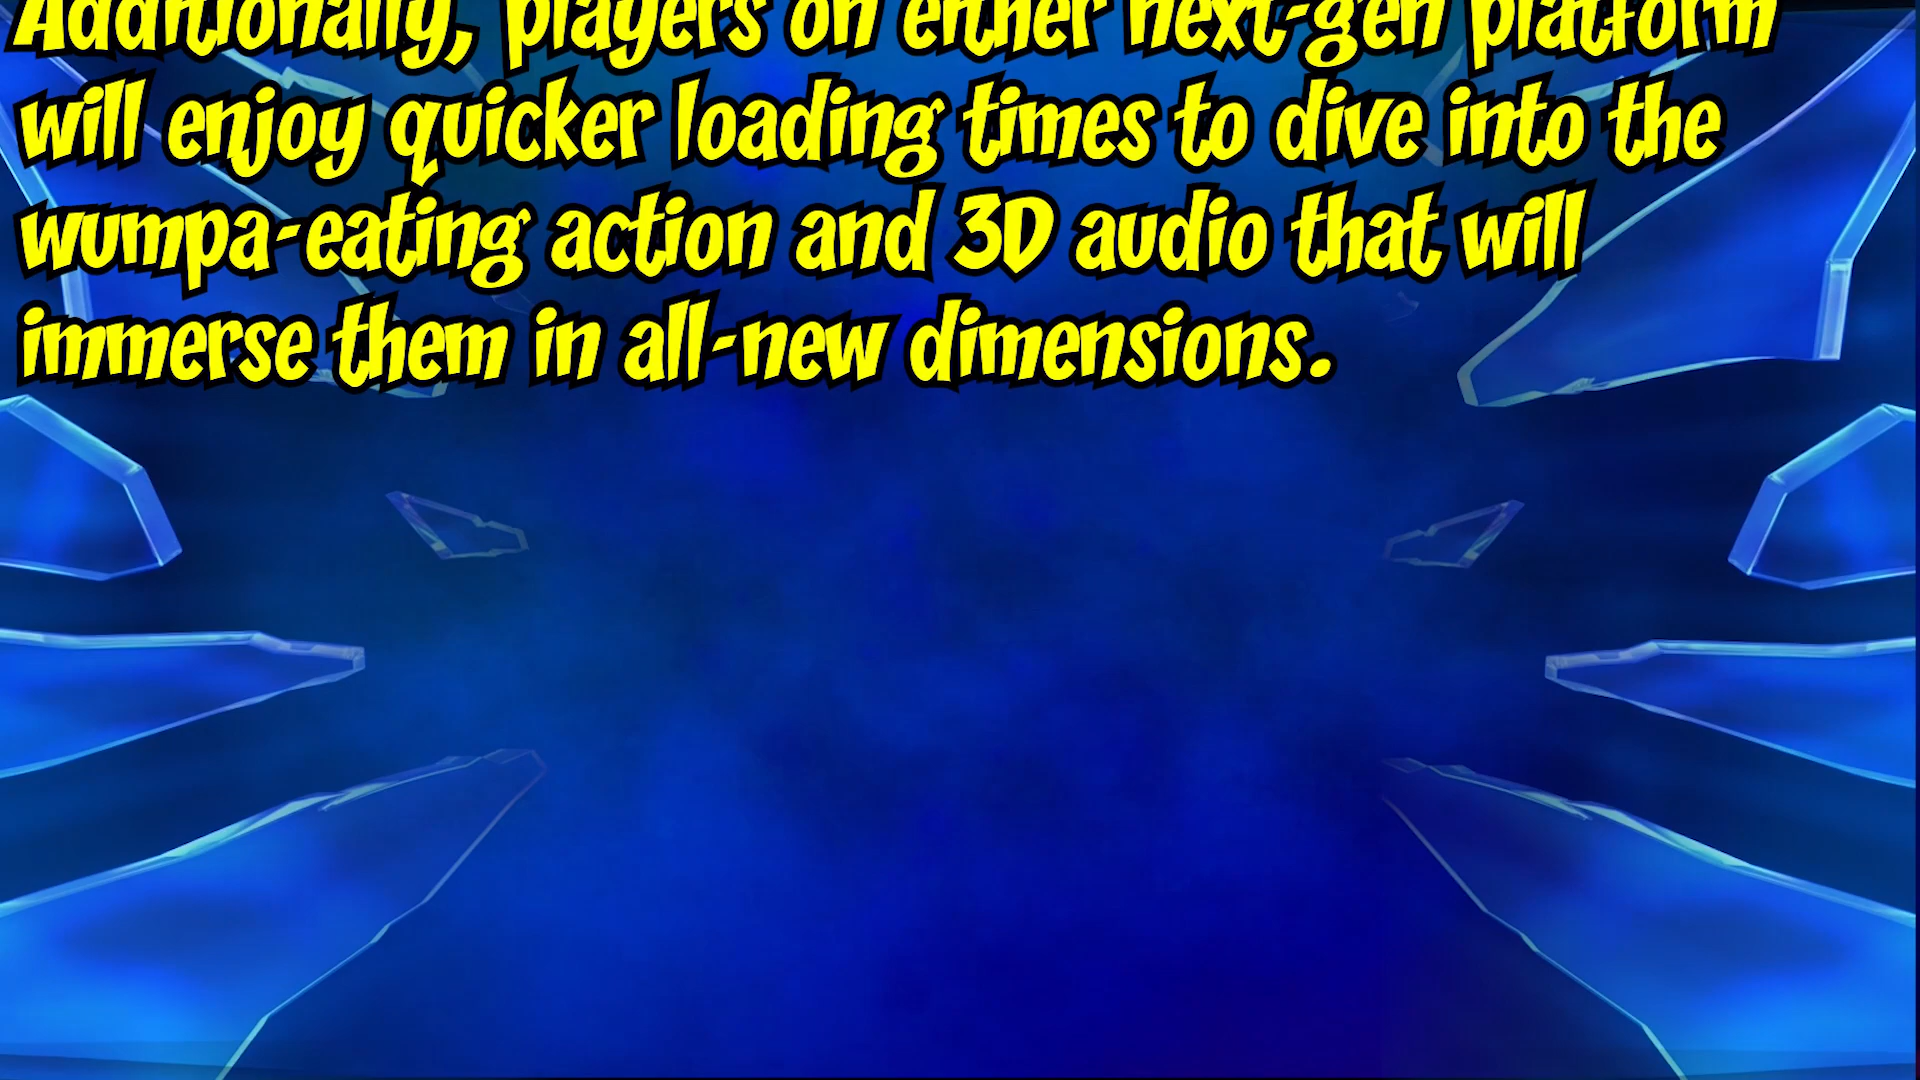 Additionally, players on either next-gen platform
will enjoy quicker loading times to dive into the
wumpa-eating action and 3D audio that will
immerse them in all-new dimensions.